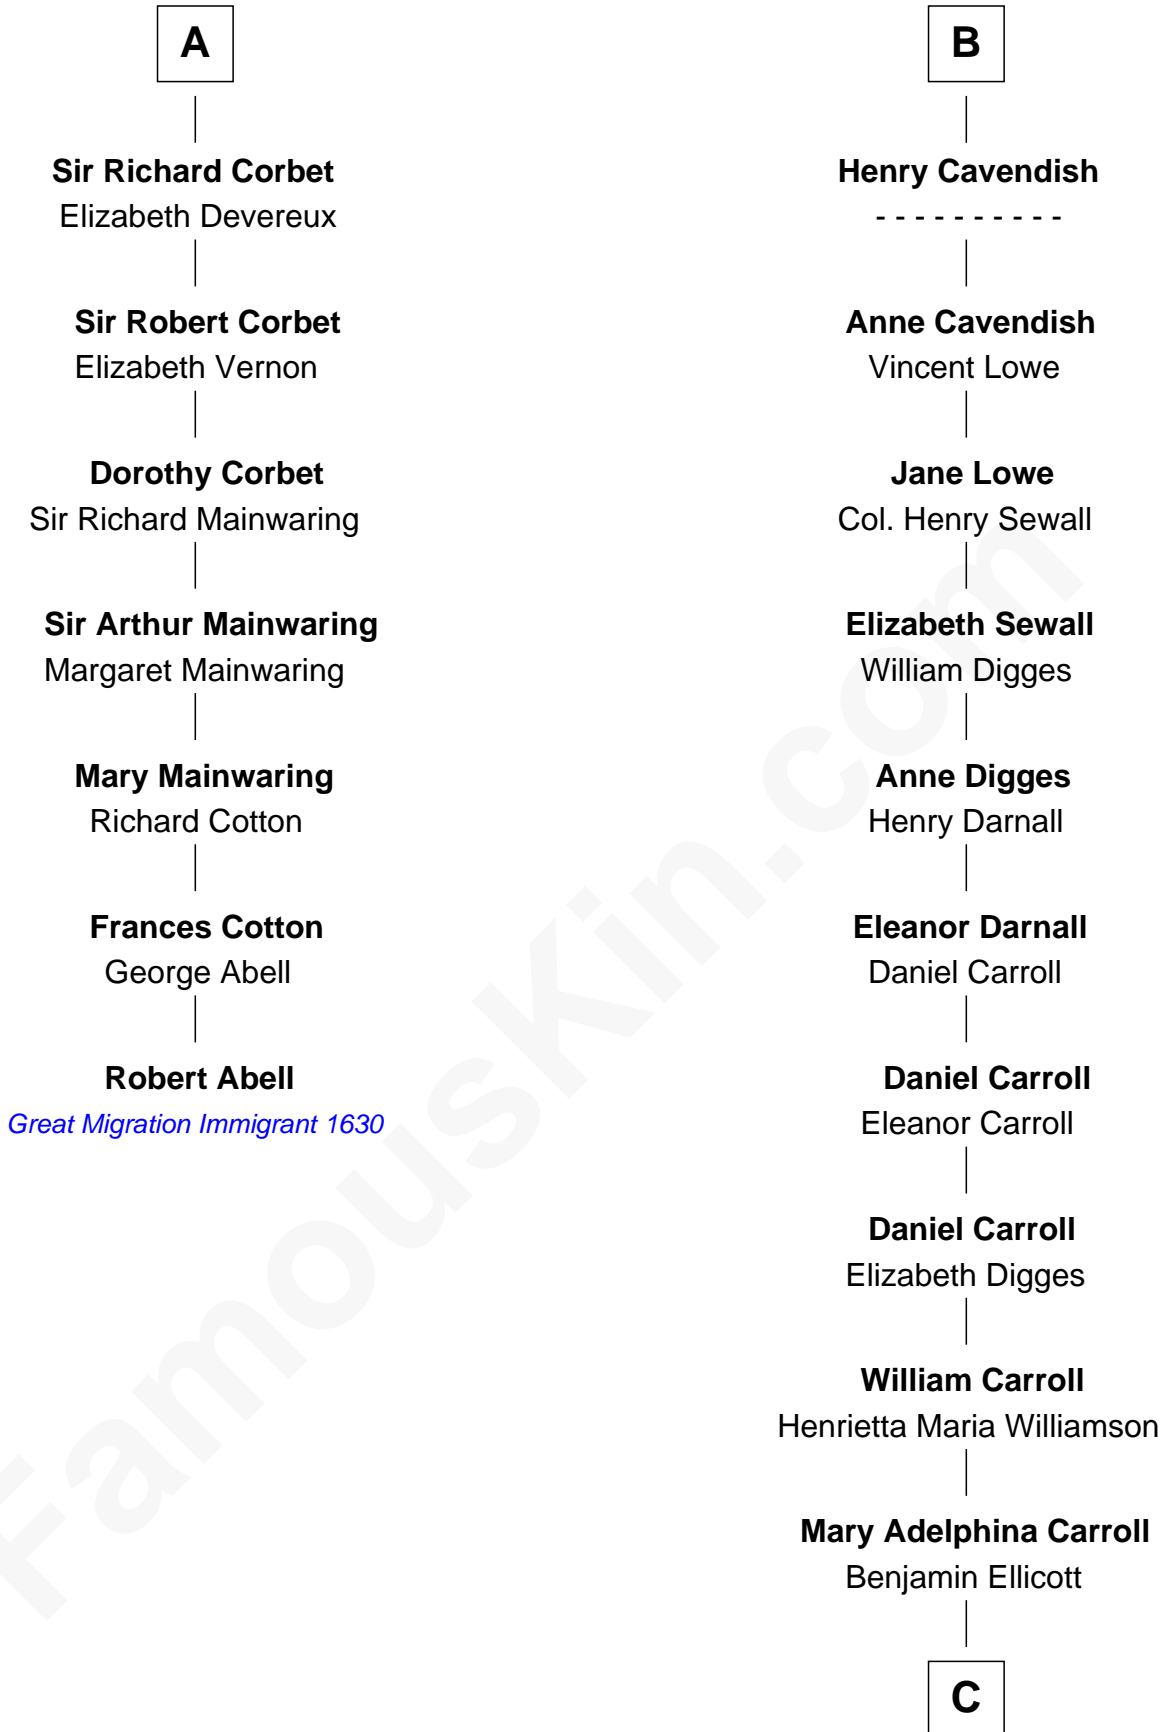 A
Sir Richard Corbet
Elizabeth Devereux
Sir Robert Corbet
Elizabeth Vernon
Dorothy Corbet
Sir Richard Mainwaring
Sir Arthur Mainwaring
Margaret Mainwaring
Mary Mainwaring
Richard Cotton
Frances Cotton
George Abell
Robert Abell
Great Migration Immigrant 1630
B
Henry Cavendish
- - - - - - - - - -
Anne Cavendish
Vincent Lowe
Jane Lowe
Col. Henry Sewall
Elizabeth Sewall
William Digges
Anne Digges
Henry Darnall
Eleanor Darnall
Daniel Carroll
Daniel Carroll
Eleanor Carroll
Daniel Carroll
Elizabeth Digges
William Carroll
Henrietta Maria Williamson
Mary Adelphina Carroll
Benjamin Ellicott
C
FamousKin.com